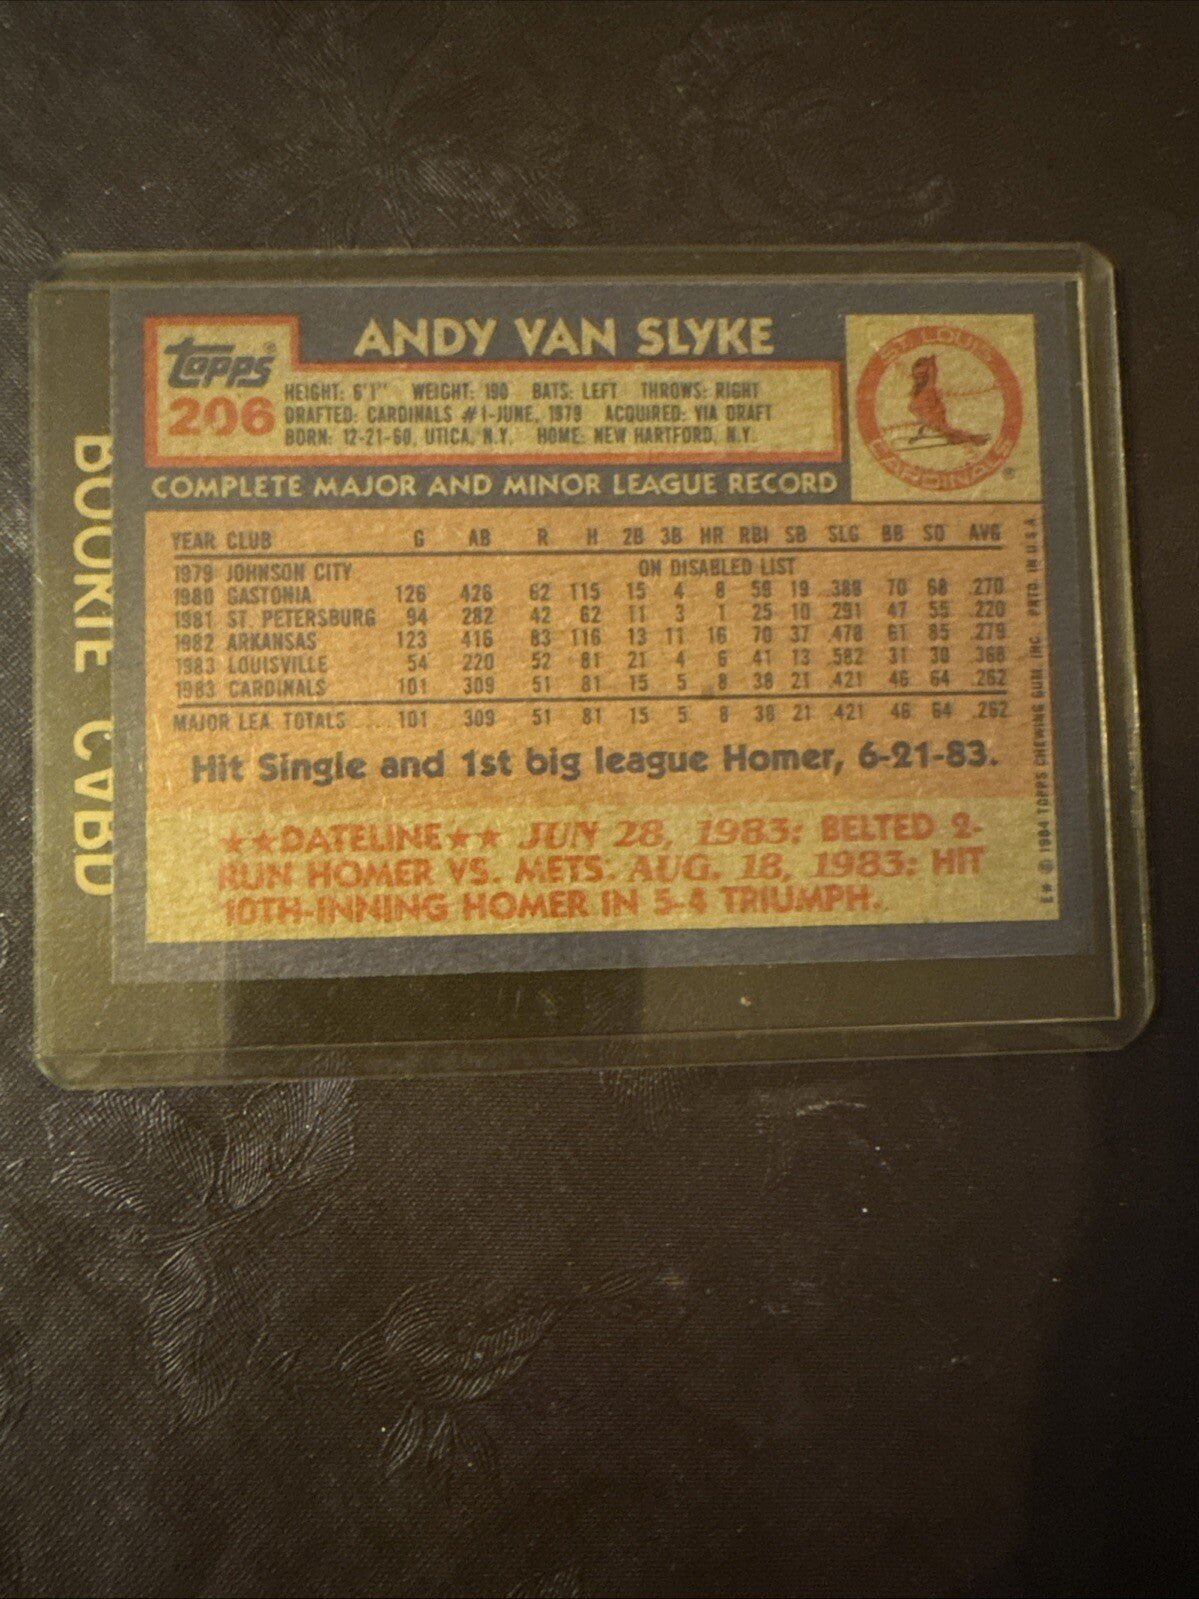 ANDY VAN SLYKE
topps®
206
HEIGHT: 6'1" WEIGHT: 190 BATS: LEFT THROWS: RIGHT
DRAFTED: CARDINALS #1-JUNE, 1979 ACQUIRED: VIA DRAFT
BORN: 12-21-60, UTICA, N.Y. HOME: NEW HARTFORD, N.Y.
ST. LOUIS
CARDINALS
®
COMPLETE MAJOR AND MINOR LEAGUE RECORD
YEAR CLUB G AB R H 2B 3B HR RBI SB SLG BB SO AVG
1979 JOHNSON CITY ON DISABLED LIST
1980 GASTONIA 126 426 62 115 15 4 8 59 19 .388 70 68 .270
1981 ST. PETERSBURG 94 282 42 62 11 3 1 25 10 .291 47 55 .220
1982 ARKANSAS 123 416 83 116 13 11 16 70 37 .478 61 85 .279
1983 LOUISVILLE 54 220 52 81 21 4 6 41 13 .582 31 30 .368
1983 CARDINALS 101 309 51 81 15 5 8 38 21 .421 46 64 .262
MAJOR LEA. TOTALS 101 309 51 81 15 5 8 38 21 .421 46 64 .262
Hit Single and 1st big league Homer, 6-21-83.
★★DATELINE★★ JUN 28, 1983: BELTED 2-
RUN HOMER VS. METS. AUG. 18, 1983: HIT
10TH-INNING HOMER IN 5-4 TRIUMPH.
E* © 1984 TOPPS CHEWING GUM, INC. PRTD. IN U.S.A.
ROOKIE CARD